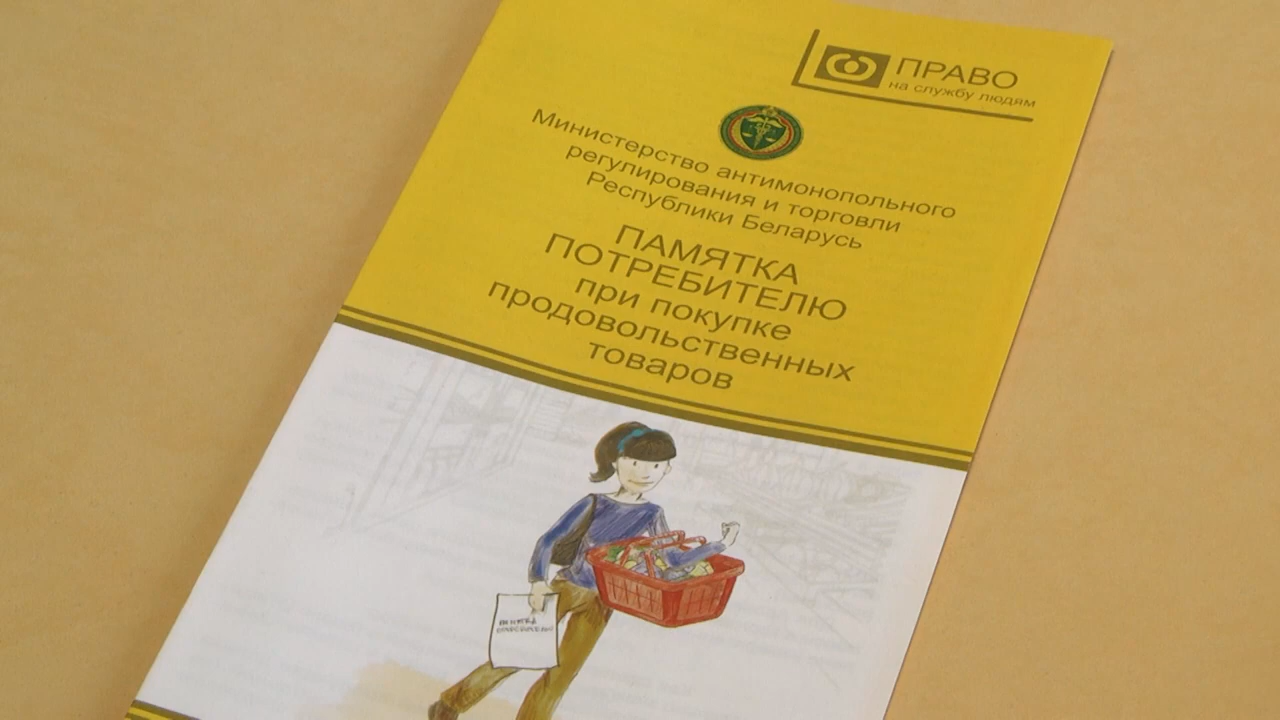 ПРАВО
на службу людям
Министерство антимонопольного
регулирования и торговли
Республики Беларусь
ПАМЯТКА
ПОТРЕБИТЕЛЮ
при покупке
продовольственных
товаров